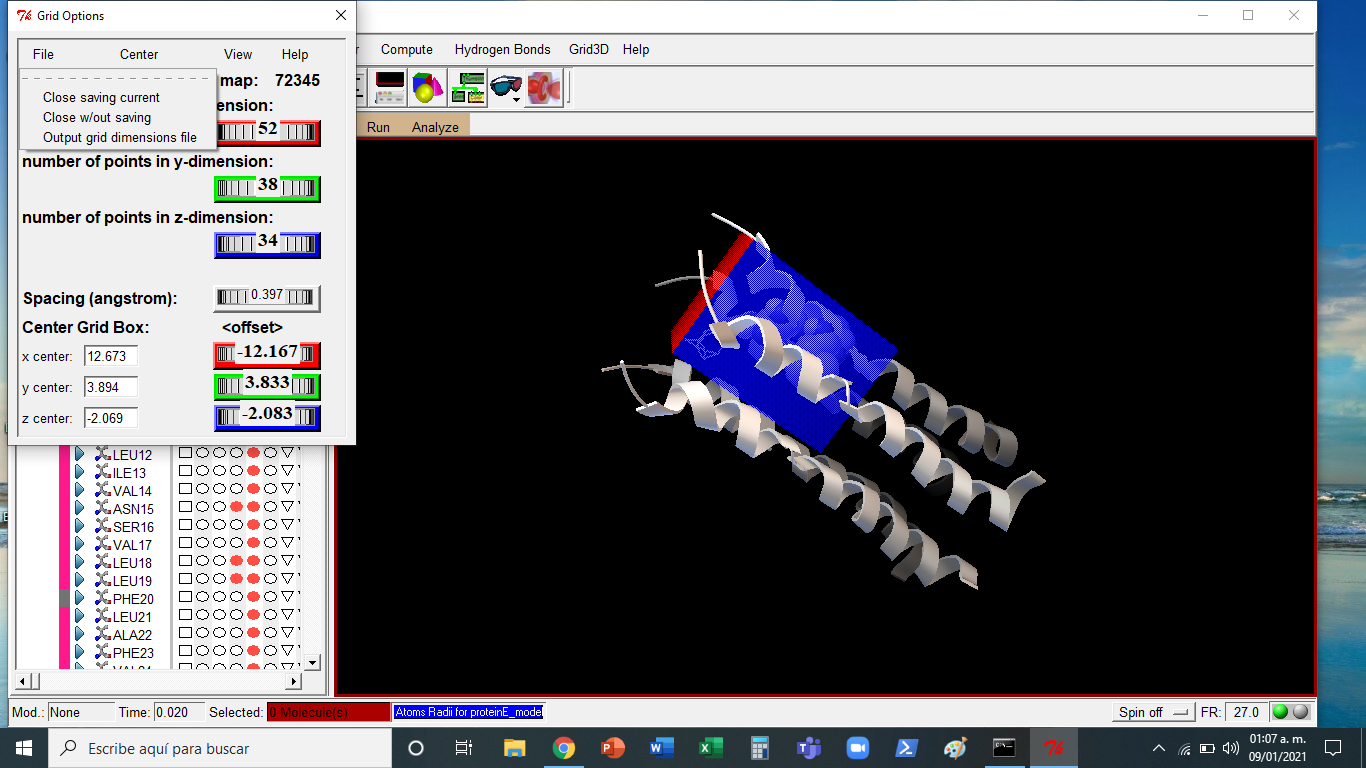 Grid Options
File Center View Help
Compute Hydrogen Bonds Grid3D Help
map: 72345
Close saving current
Close w/out saving
Output grid dimensions file
ension:
52
Run Analyze
number of points in y-dimension:
38
number of points in z-dimension:
34
Spacing (angstrom): 0.397
Center Grid Box: <offset>
x center: 12.673 -12.167
y center: 3.894 3.833
z center: -2.069 -2.083
LEU12
ILE13
VAL14
ASN15
SER16
VAL17
LEU18
LEU19
PHE20
LEU21
ALA22
PHE23
Mod.: None Time: 0.020 Selected: 0 Molecule(s) Atoms Radii for proteinE_model Spin off FR: 27.0
Escribe aquí para buscar
01:07 a. m.
09/01/2021